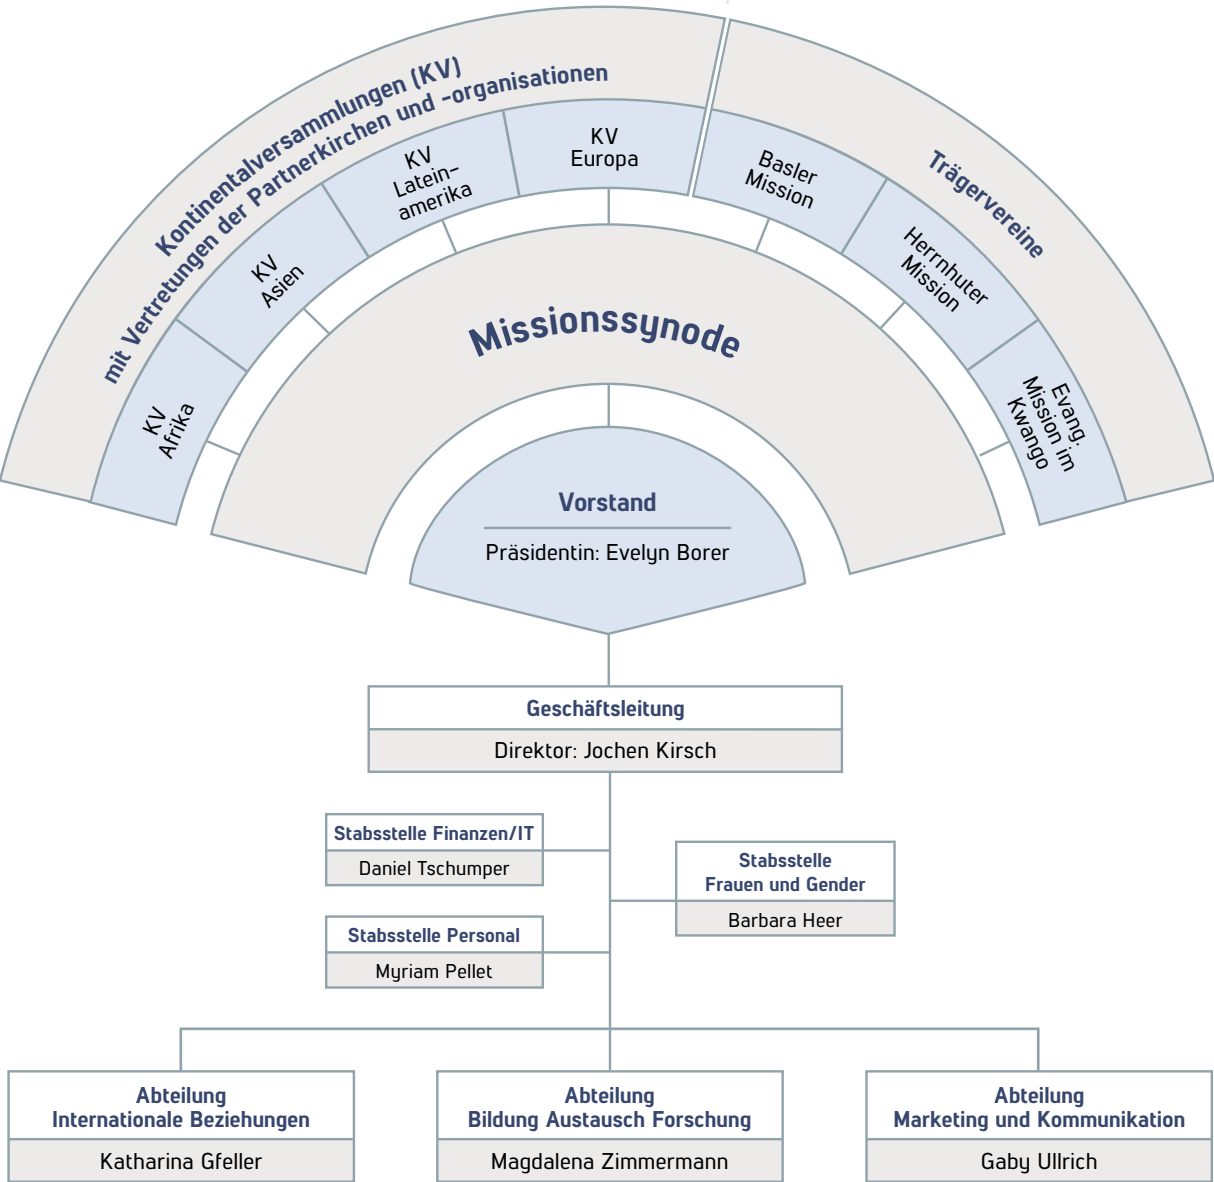 Kontinentalversammlungen (KV)
mit Vertretungen der Partnerkirchen und -organisationen
Trägervereine
KV
Afrika
KV
Asien
KV
Latein-
amerika
KV
Europa
Basler
Mission
Herrnhuter
Mission
Evang.
Mission im
Kwango
Missionssynode
Vorstand
Präsidentin: Evelyn Borer
Geschäftsleitung
Direktor: Jochen Kirsch
Stabsstelle Finanzen/IT
Daniel Tschumper
Stabsstelle
Frauen und Gender
Barbara Heer
Stabsstelle Personal
Myriam Pellet
Abteilung
Internationale Beziehungen
Katharina Gfeller
Abteilung
Bildung Austausch Forschung
Magdalena Zimmermann
Abteilung
Marketing und Kommunikation
Gaby Ullrich